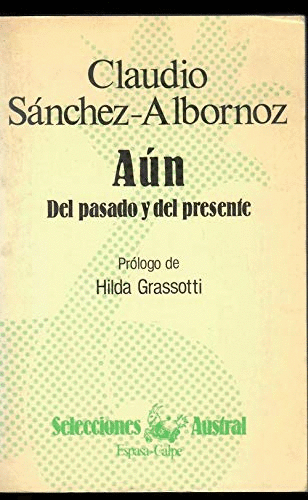 Claudio
Sánchez-Albornoz
Aún
Del pasado y del presente
Prólogo de
Hilda Grassotti
Selecciones Austral
Espasa-Calpe